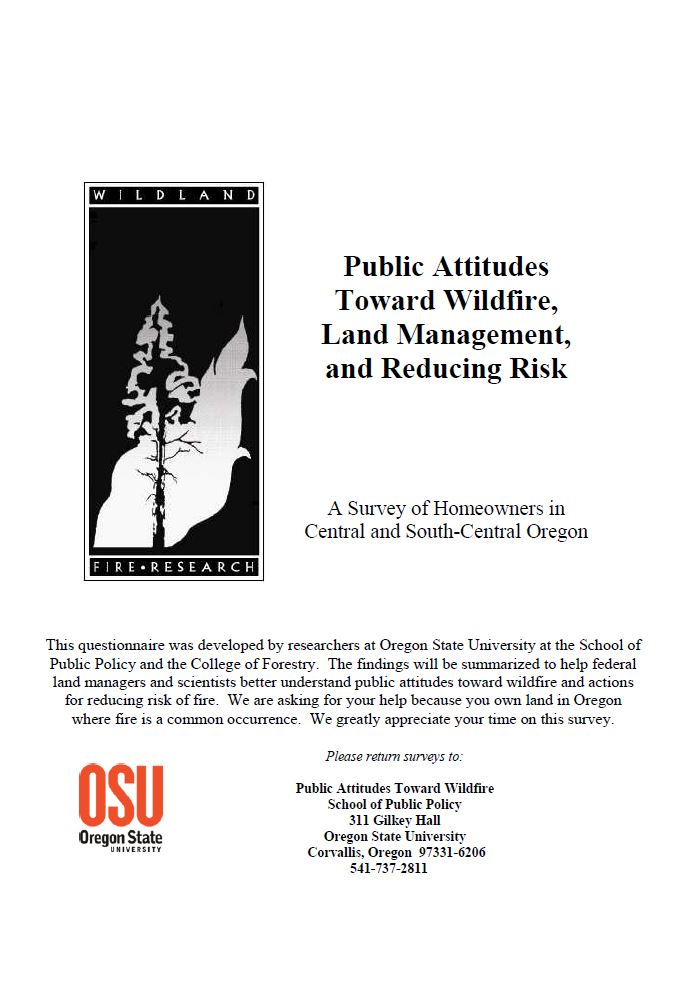 WILDLAND
FIRE•RESEARCH
Public Attitudes
Toward Wildfire,
Land Management,
and Reducing Risk
A Survey of Homeowners in
Central and South-Central Oregon
This questionnaire was developed by researchers at Oregon State University at the School of
Public Policy and the College of Forestry.  The findings will be summarized to help federal
land managers and scientists better understand public attitudes toward wildfire and actions
for reducing risk of fire.  We are asking for your help because you own land in Oregon
where fire is a common occurrence.  We greatly appreciate your time on this survey.
OSU
Oregon State
UNIVERSITY
Please return surveys to:
Public Attitudes Toward Wildfire
School of Public Policy
311 Gilkey Hall
Oregon State University
Corvallis, Oregon  97331-6206
541-737-2811